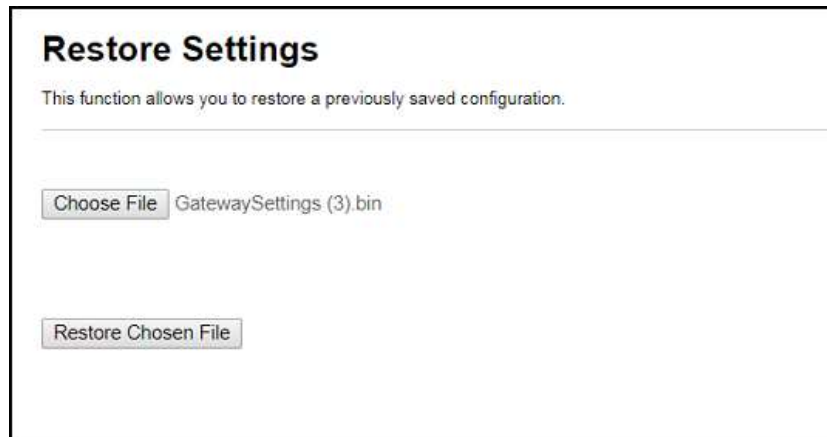 Restore Settings
This function allows you to restore a previously saved configuration.
Choose File GatewaySettings (3).bin
Restore Chosen File